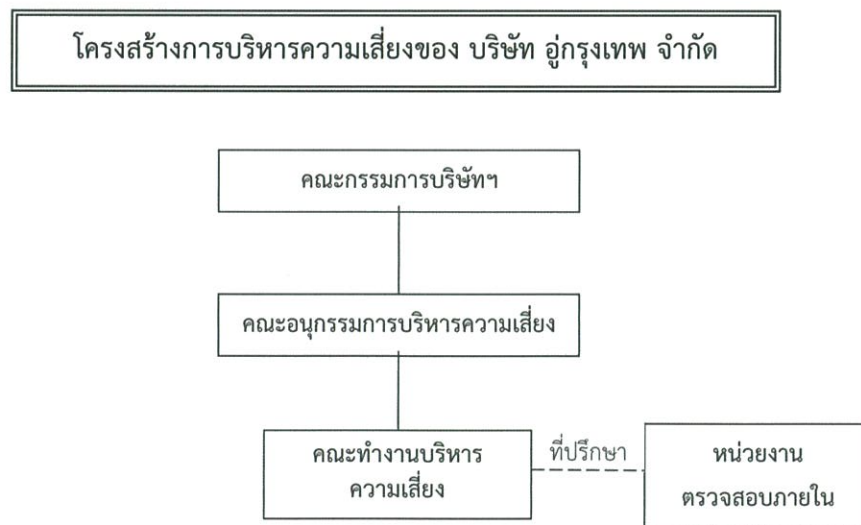 โครงสร้างการบริหารความเสี่ยงของ บริษัท อู่กรุงเทพ จำกัด
คณะกรรมการบริษัทฯ
คณะอนุกรรมการบริหารความเสี่ยง
คณะทำงานบริหาร
ความเสี่ยง
ที่ปรึกษา
หน่วยงาน
ตรวจสอบภายใน